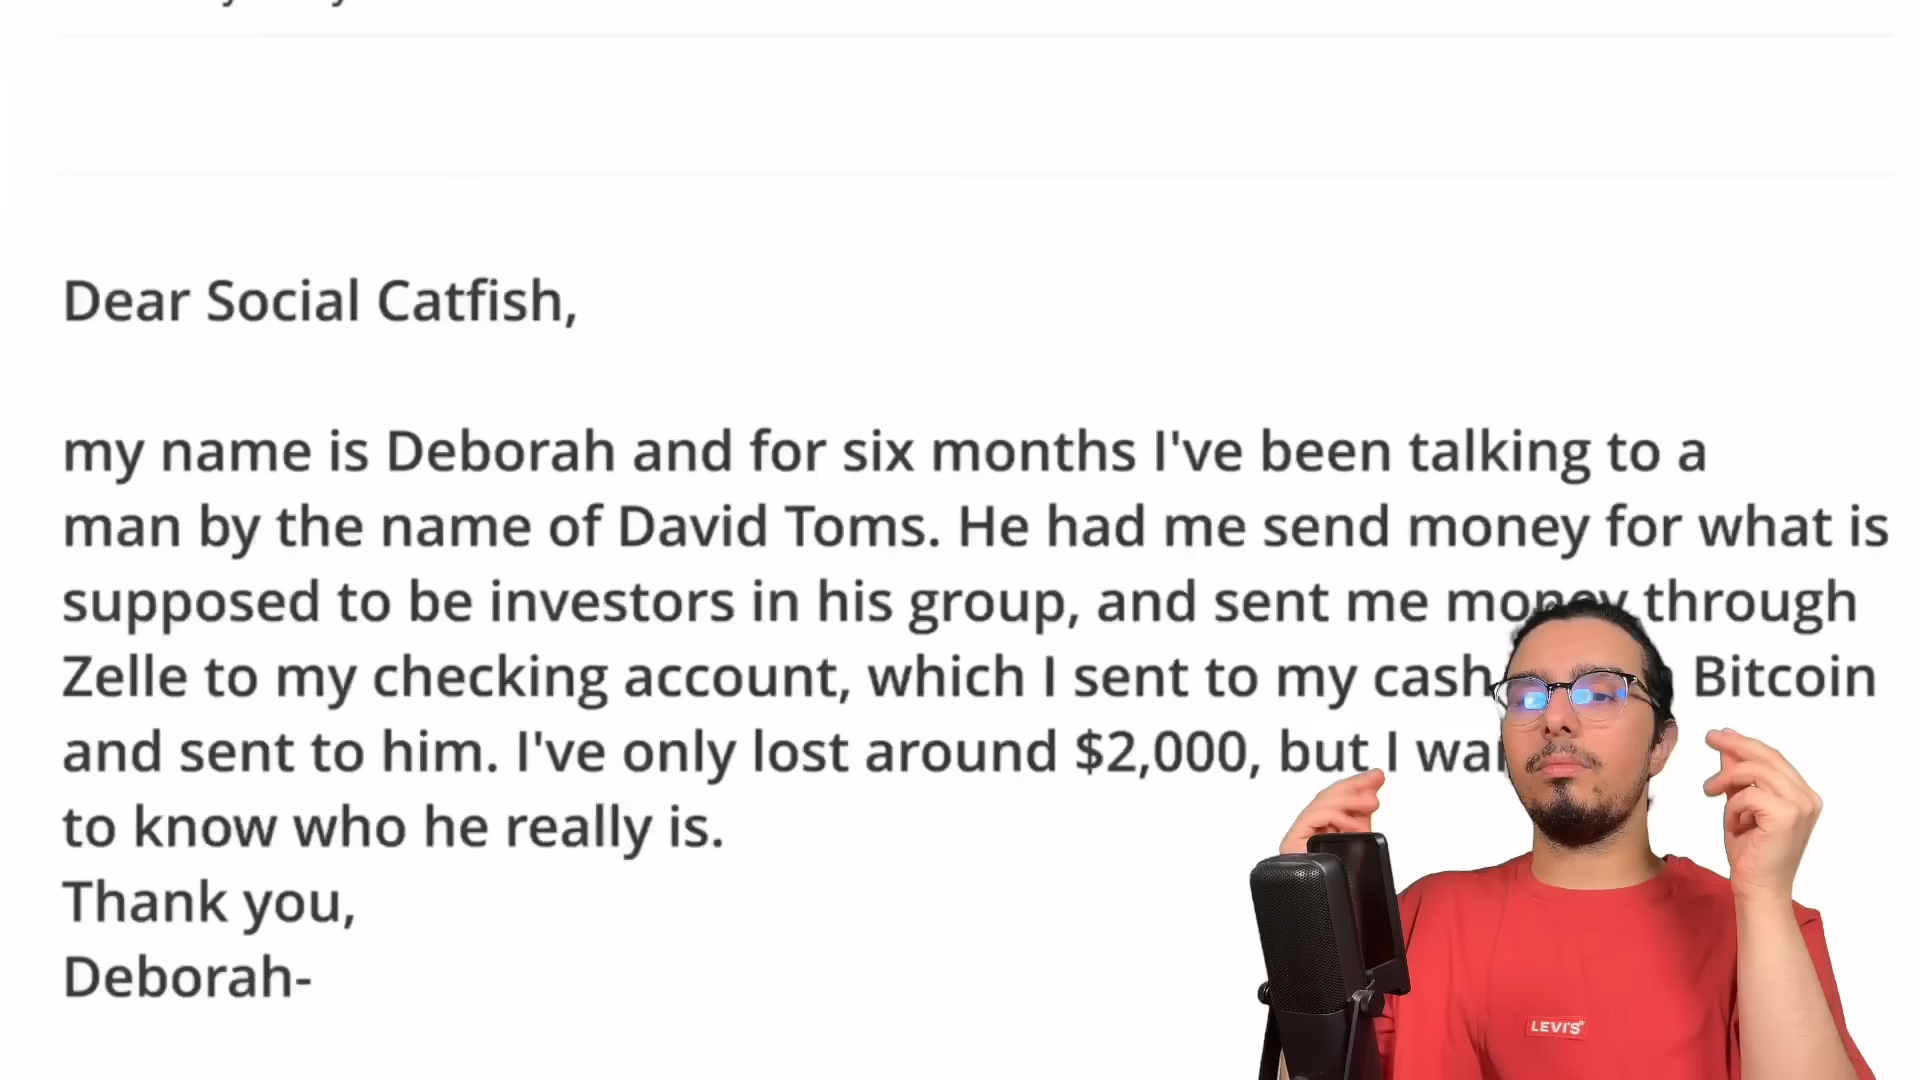 Dear Social Catfish,
my name is Deborah and for six months I've been talking to a
man by the name of David Toms. He had me send money for what is
supposed to be investors in his group, and sent me money through
Zelle to my checking account, which I sent to my cash Bitcoin
and sent to him. I've only lost around $2,000, but I
to know who he really is.
Thank you,
Deborah-
LEVI'S